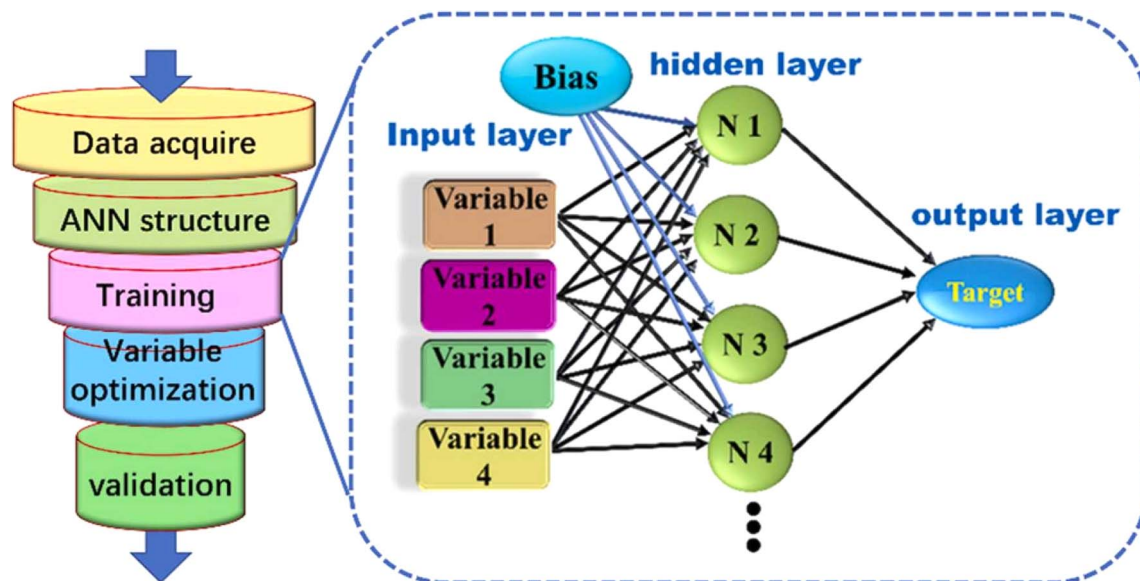 Data acquire
ANN structure
Training
Variable
optimization
validation
Bias
hidden layer
Input layer
Variable
1
Variable
2
Variable
3
Variable
4
N 1
N 2
N 3
N 4
output layer
Target